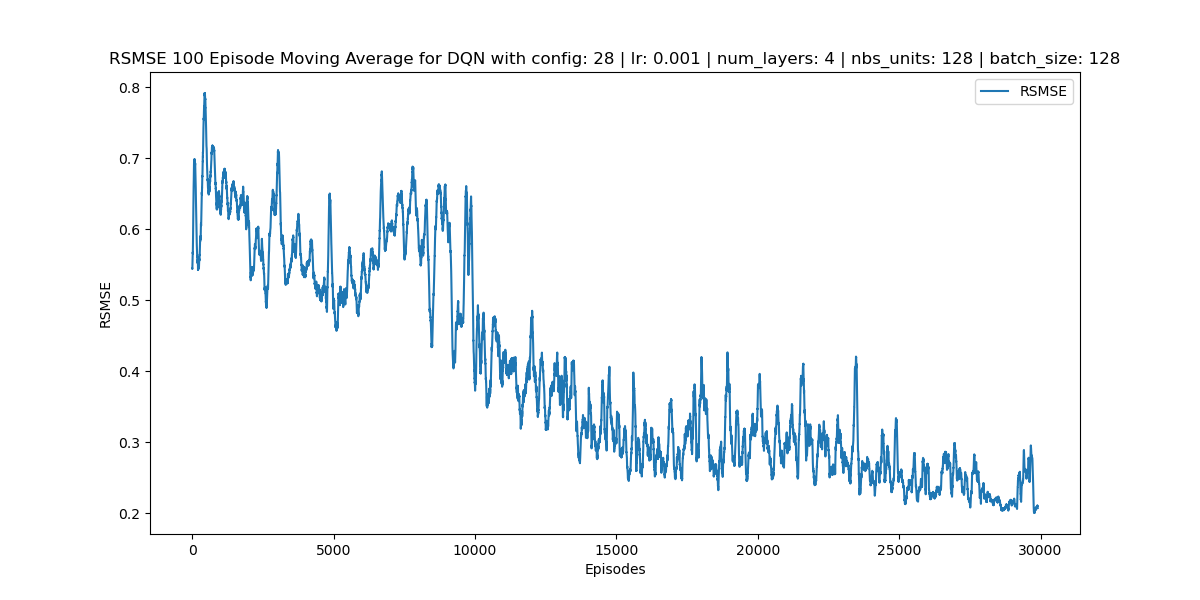 RSMSE 100 Episode Moving Average for DQN with config: 28 | lr: 0.001 | num_layers: 4 | nbs_units: 128 | batch_size: 128
RSMSE
0.8
0.7
0.6
0.5
0.4
0.3
0.2
RSMSE
0 5000 10000 15000 20000 25000 30000
Episodes